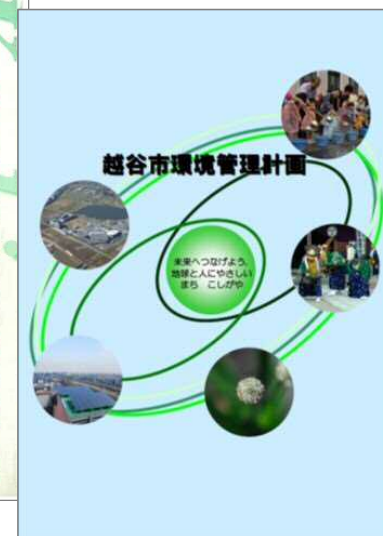 越谷市環境管理計画
未来へつなげよう、
地球と人にやさしい
まち　こしがや